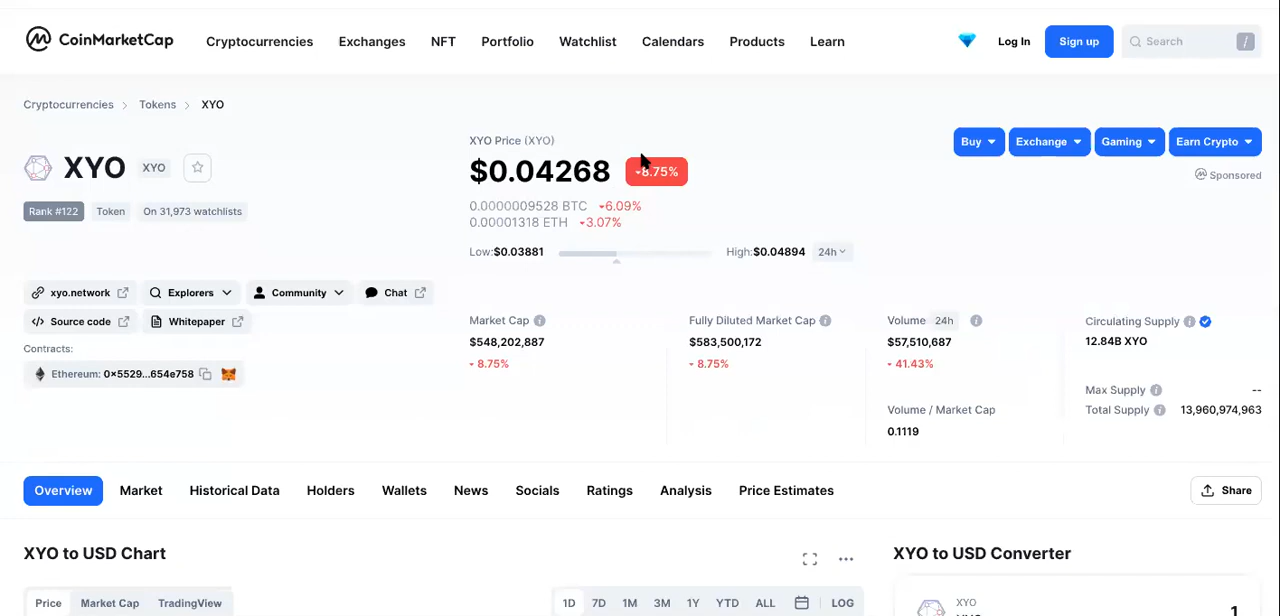 CoinMarketCap Cryptocurrencies Exchanges NFT Portfolio Watchlist Calendars Products Learn Log In Sign up Search /
Cryptocurrencies > Tokens > XYO
XYO XYO
Rank #122 Token On 31,973 watchlists
xyo.network Explorers Community Chat
Source code Whitepaper
Contracts:
Ethereum: 0x5529...654e758
XYO Price (XYO)
$0.04268 -8.75%
0.0000009528 BTC 6.09%
0.00001318 ETH 3.07%
Low:$0.03881 High:$0.04894 24h
Buy Exchange Gaming Earn Crypto
Sponsored
Market Cap
$548,202,887
8.75%
Fully Diluted Market Cap
$583,500,172
8.75%
Volume 24h
$57,510,687
41.43%
Volume / Market Cap
0.1119
Circulating Supply
12.84B XYO
Max Supply --
Total Supply 13,960,974,963
Overview Market Historical Data Holders Wallets News Socials Ratings Analysis Price Estimates Share
XYO to USD Chart
Price Market Cap TradingView 1D 7D 1M 3M 1Y YTD ALL LOG
XYO to USD Converter
XYO
1